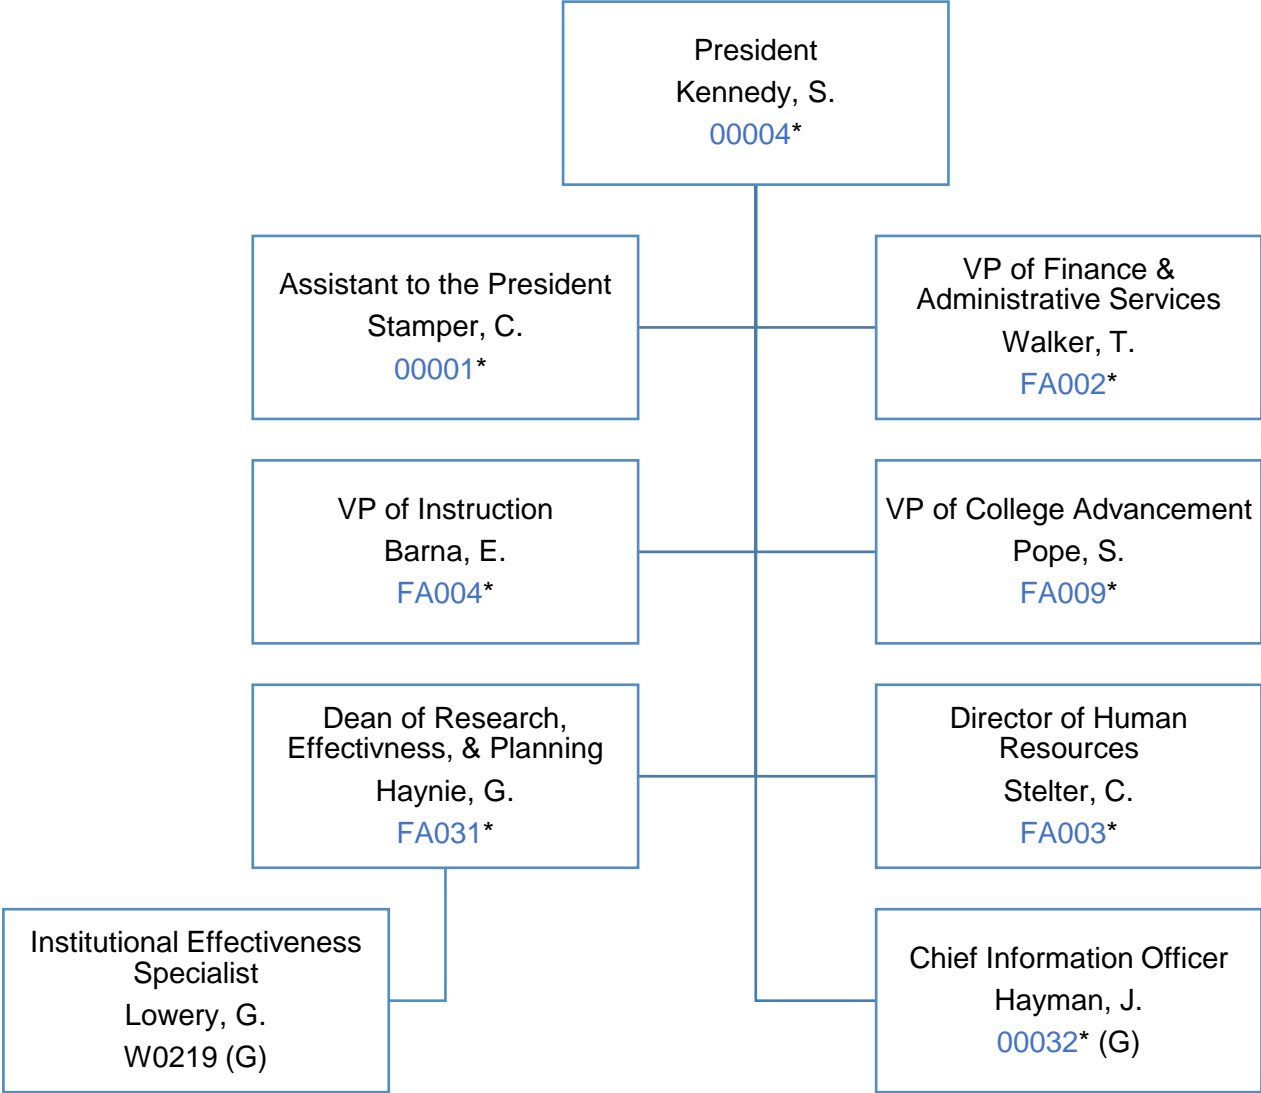 President
Kennedy, S.
00004*
Assistant to the President
Stamper, C.
00001*
VP of Finance &
Administrative Services
Walker, T.
FA002*
VP of Instruction
Barna, E.
FA004*
VP of College Advancement
Pope, S.
FA009*
Dean of Research,
Effectivness, & Planning
Haynie, G.
FA031*
Director of Human
Resources
Stelter, C.
FA003*
Institutional Effectiveness
Specialist
Lowery, G.
W0219 (G)
Chief Information Officer
Hayman, J.
00032* (G)